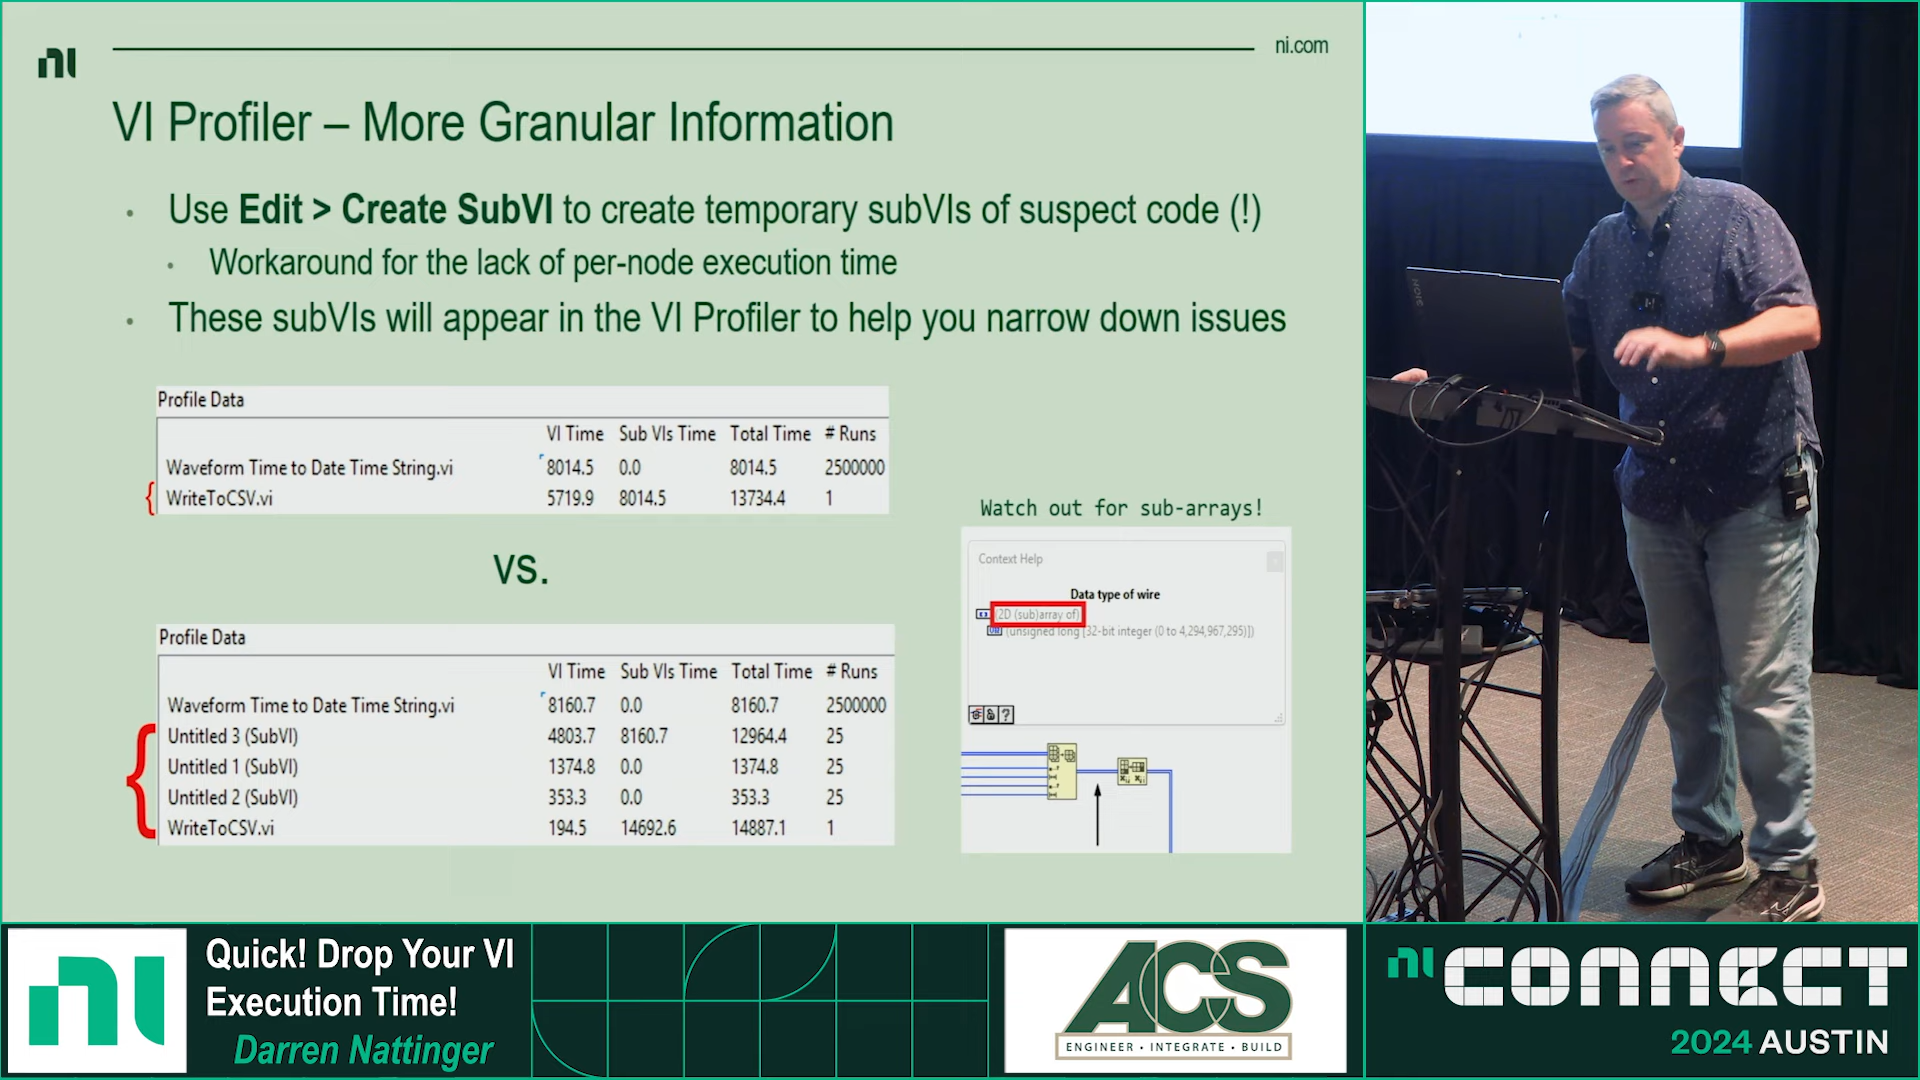 ni
ni.com
VI Profiler – More Granular Information
• Use Edit > Create SubVI to create temporary subVIs of suspect code (!)
• Workaround for the lack of per-node execution time
• These subVIs will appear in the VI Profiler to help you narrow down issues
Profile Data
VI Time Sub VIs Time Total Time # Runs
Waveform Time to Date Time String.vi 8014.5 0.0 8014.5 2500000
WriteToCSV.vi 5719.9 8014.5 13734.4 1
vs.
Profile Data
VI Time Sub VIs Time Total Time # Runs
Waveform Time to Date Time String.vi 8160.7 0.0 8160.7 2500000
Untitled 3 (SubVI) 4803.7 8160.7 12964.4 25
Untitled 1 (SubVI) 1374.8 0.0 1374.8 25
Untitled 2 (SubVI) 353.3 0.0 353.3 25
WriteToCSV.vi 194.5 14692.6 14887.1 1
Watch out for sub-arrays!
Context Help
Data type of wire
(2D (sub)array of)
(unsigned long [32-bit integer (0 to 4,294,967,295)])
?
ni
Quick! Drop Your VI
Execution Time!
Darren Nattinger
ACS
ENGINEER • INTEGRATE • BUILD
ni CONNECT
2024 AUSTIN